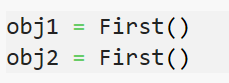 obj1 = First()
obj2 = First()